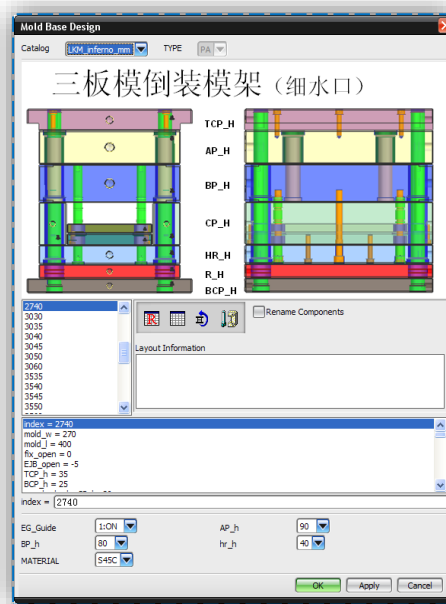 Mold Base Design
Catalog LKM_inferno_mm TYPE PA
三板模倒装模架（细水口）
TCP_H
AP_H
BP_H
CP_H
HR_H
R_H
BCP_H
2740
3030
3035
3040
3045
3050
3060
3535
3540
3545
3550
Rename Components
Layout Information
index = 2740
mold_w = 270
mold_l = 400
fix_open = 0
EJB_open = -5
TCP_h = 35
BCP_h = 25
index = 2740
EG_Guide 1:ON AP_h 90
BP_h 80 hr_h 40
MATERIAL S45C
OK Apply Cancel